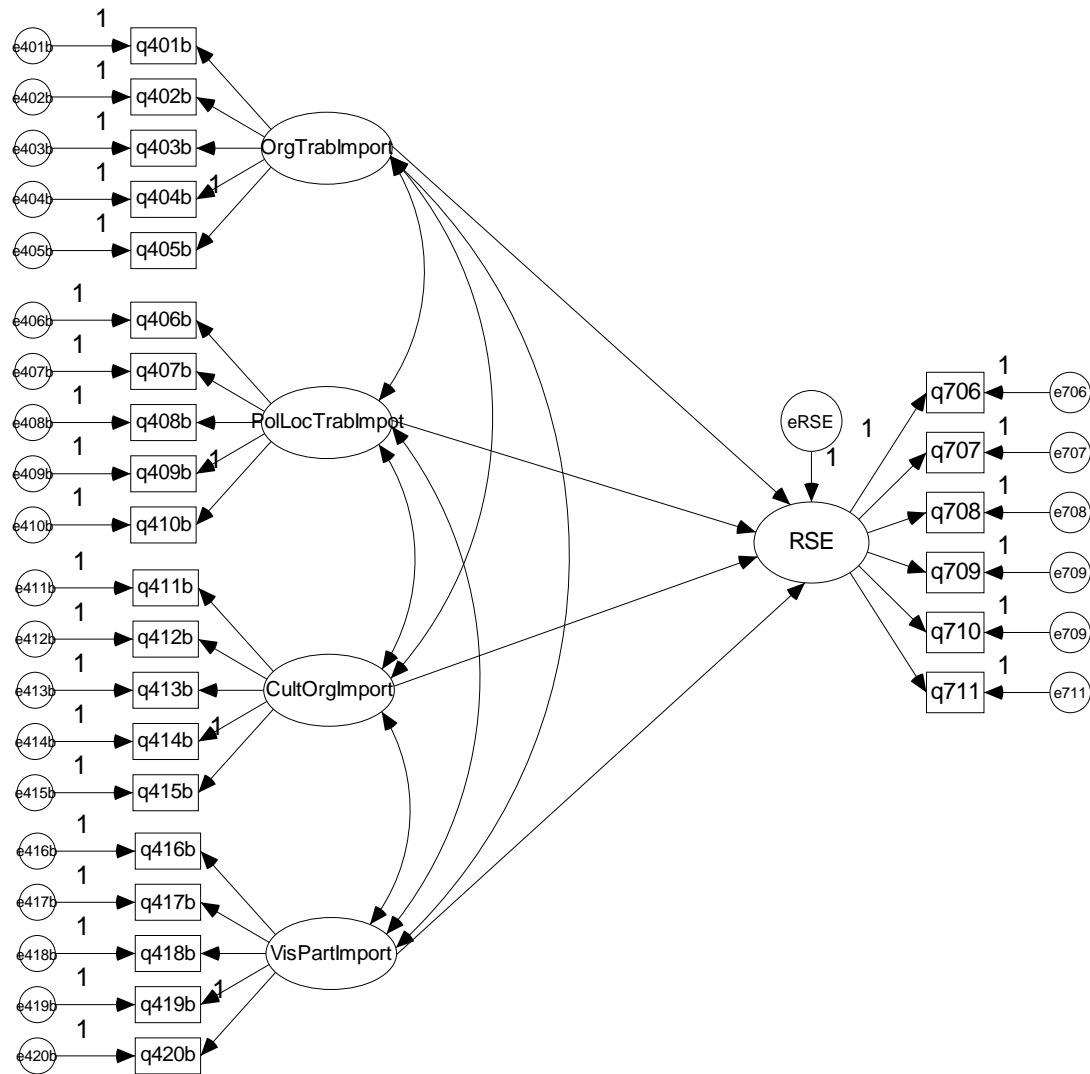 1
e401b q401b
1
e402b q402b
1
e403b q403b
OrgTrabImport
1
e404b q404b
1
1
e405b q405b
1
e406b q406b
1
e407b q407b
1
e408b q408b
PolLocTrabImpot
1
e409b q409b
1
1
e410b q410b
1
e411b q411b
1
e412b q412b
1
e413b q413b
CultOrgImport
1
e414b q414b
1
1
e415b q415b
1
e416b q416b
1
e417b q417b
1
e418b q418b
VisPartImport
1
e419b q419b
1
1
e420b q420b
eRSE
1
RSE
1
1
q706 e706
1
q707 e707
1
q708 e708
1
q709 e709
1
q710 e709
1
q711 e711